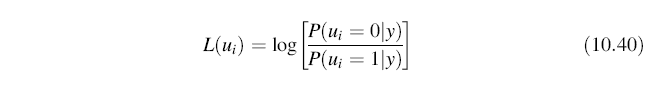 L(u_i) = log[P(u_i = 0|y)/P(u_i = 1|y)] (10.40)